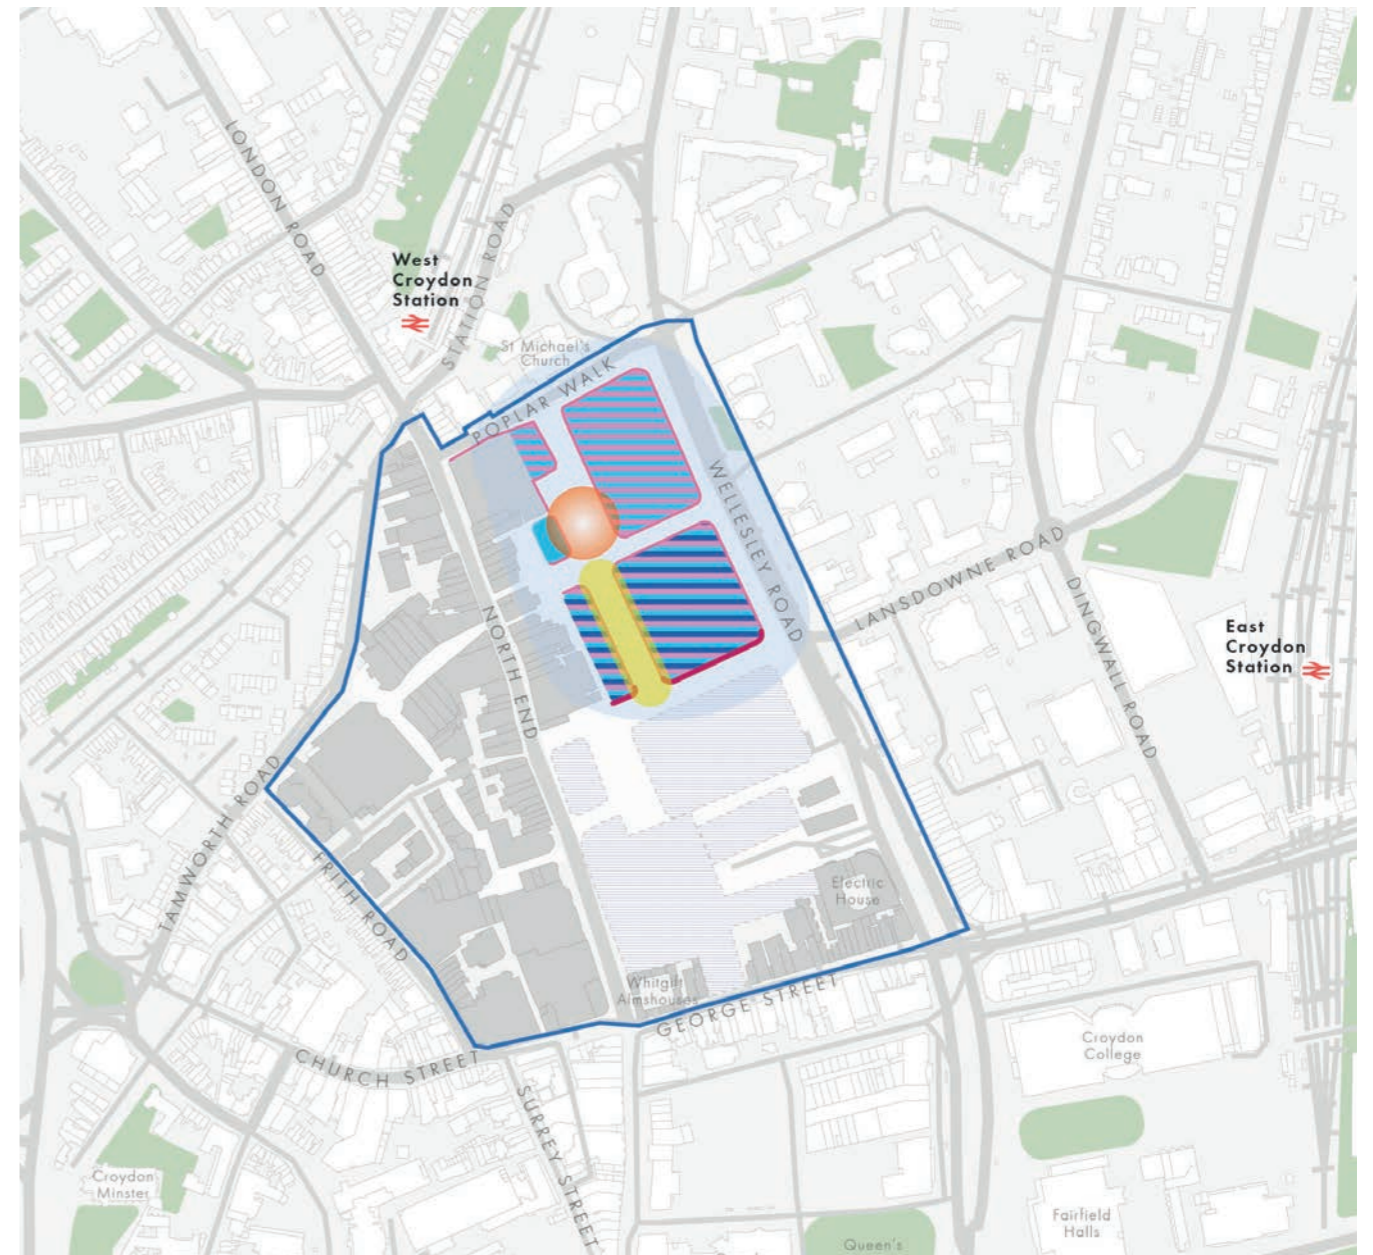 LONDON ROAD
West
Croydon
Station
STATION ROAD
St Michael's
Church
POPLAR WALK
WELLESLEY ROAD
LANSDOWNE ROAD
DINGWALL ROAD
East
Croydon
Station
NORTH END
TAMWORTH ROAD
FRITH ROAD
Electric
House
Whitgift
Almshouses
GEORGE STREET
CHURCH STREET
SURREY STREET
Croydon
College
Croydon
Minster
Fairfield
Halls
Queen's